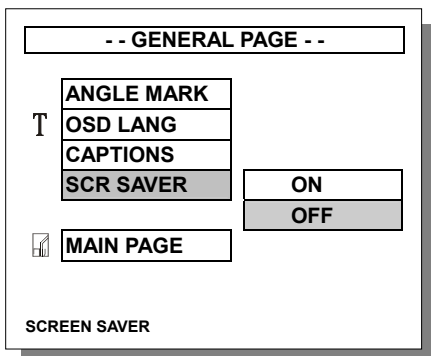 - - GENERAL PAGE - -
ANGLE MARK
T OSD LANG
CAPTIONS
SCR SAVER ON
OFF
MAIN PAGE
SCREEN SAVER